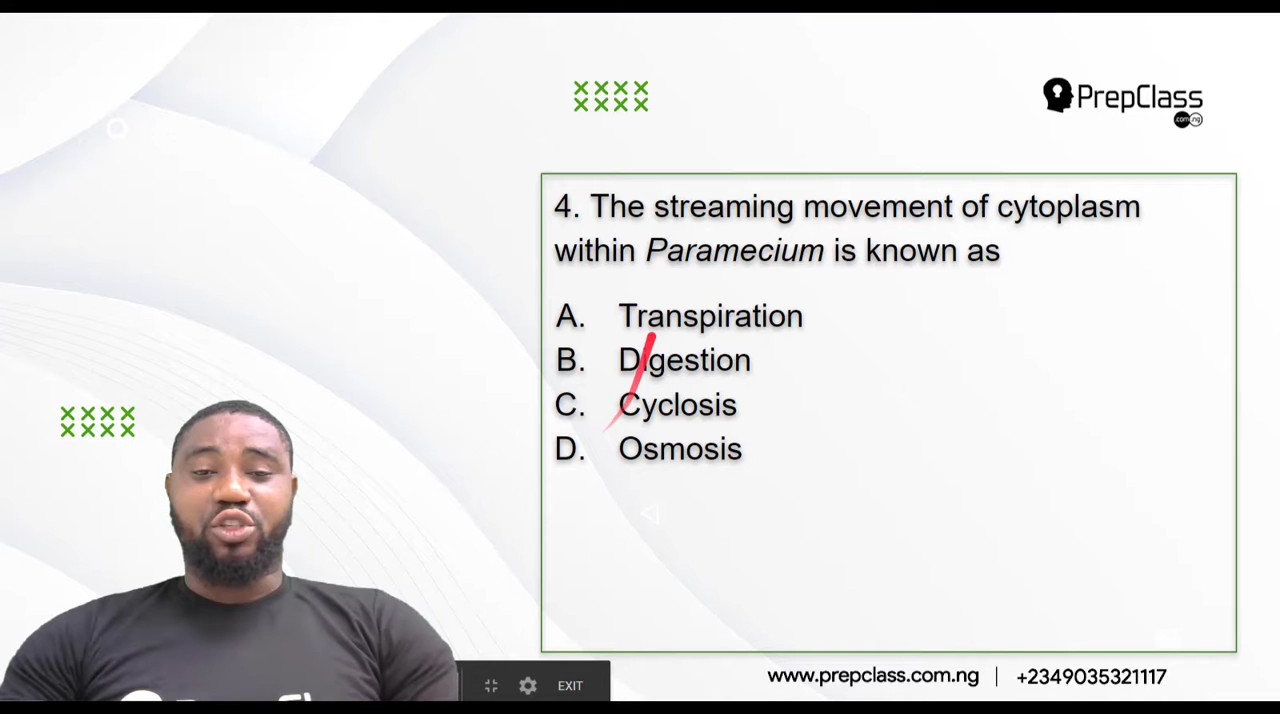 PrepClass
.com.ng
4. The streaming movement of cytoplasm
within Paramecium is known as
A. Transpiration
B. Digestion
C. Cyclosis
D. Osmosis
EXIT
www.prepclass.com.ng | +2349035321117